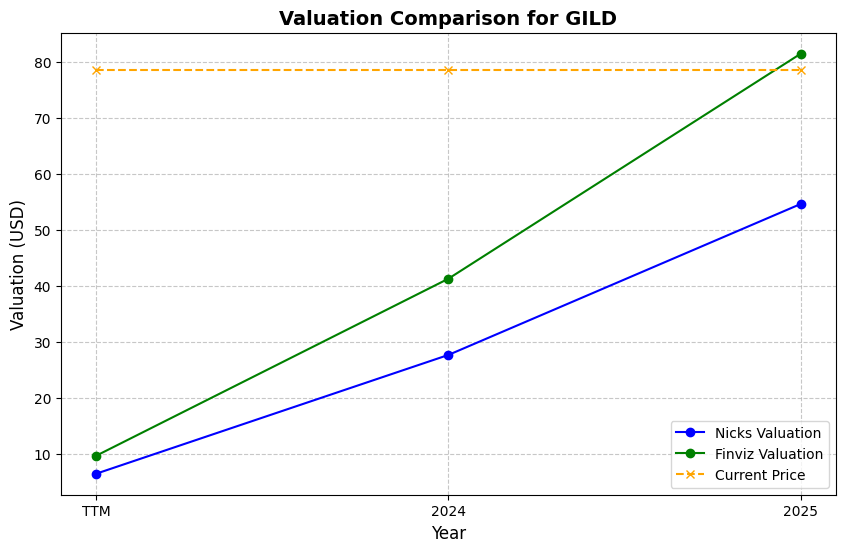 Valuation Comparison for GILD
Valuation (USD)
80
70
60
50
40
30
20
10
TTM
2024
2025
Year
Nicks Valuation
Finviz Valuation
Current Price